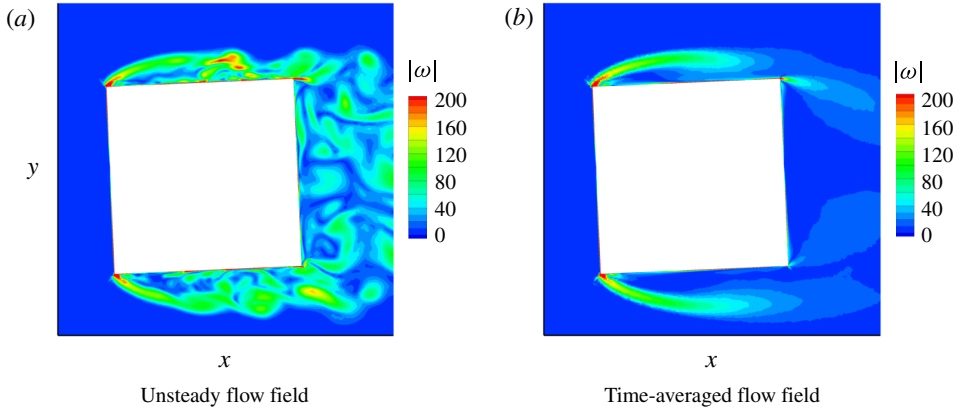 (a)
|ω|
200
160
120
80
40
0
y
x
Unsteady flow field
(b)
|ω|
200
160
120
80
40
0
x
Time-averaged flow field